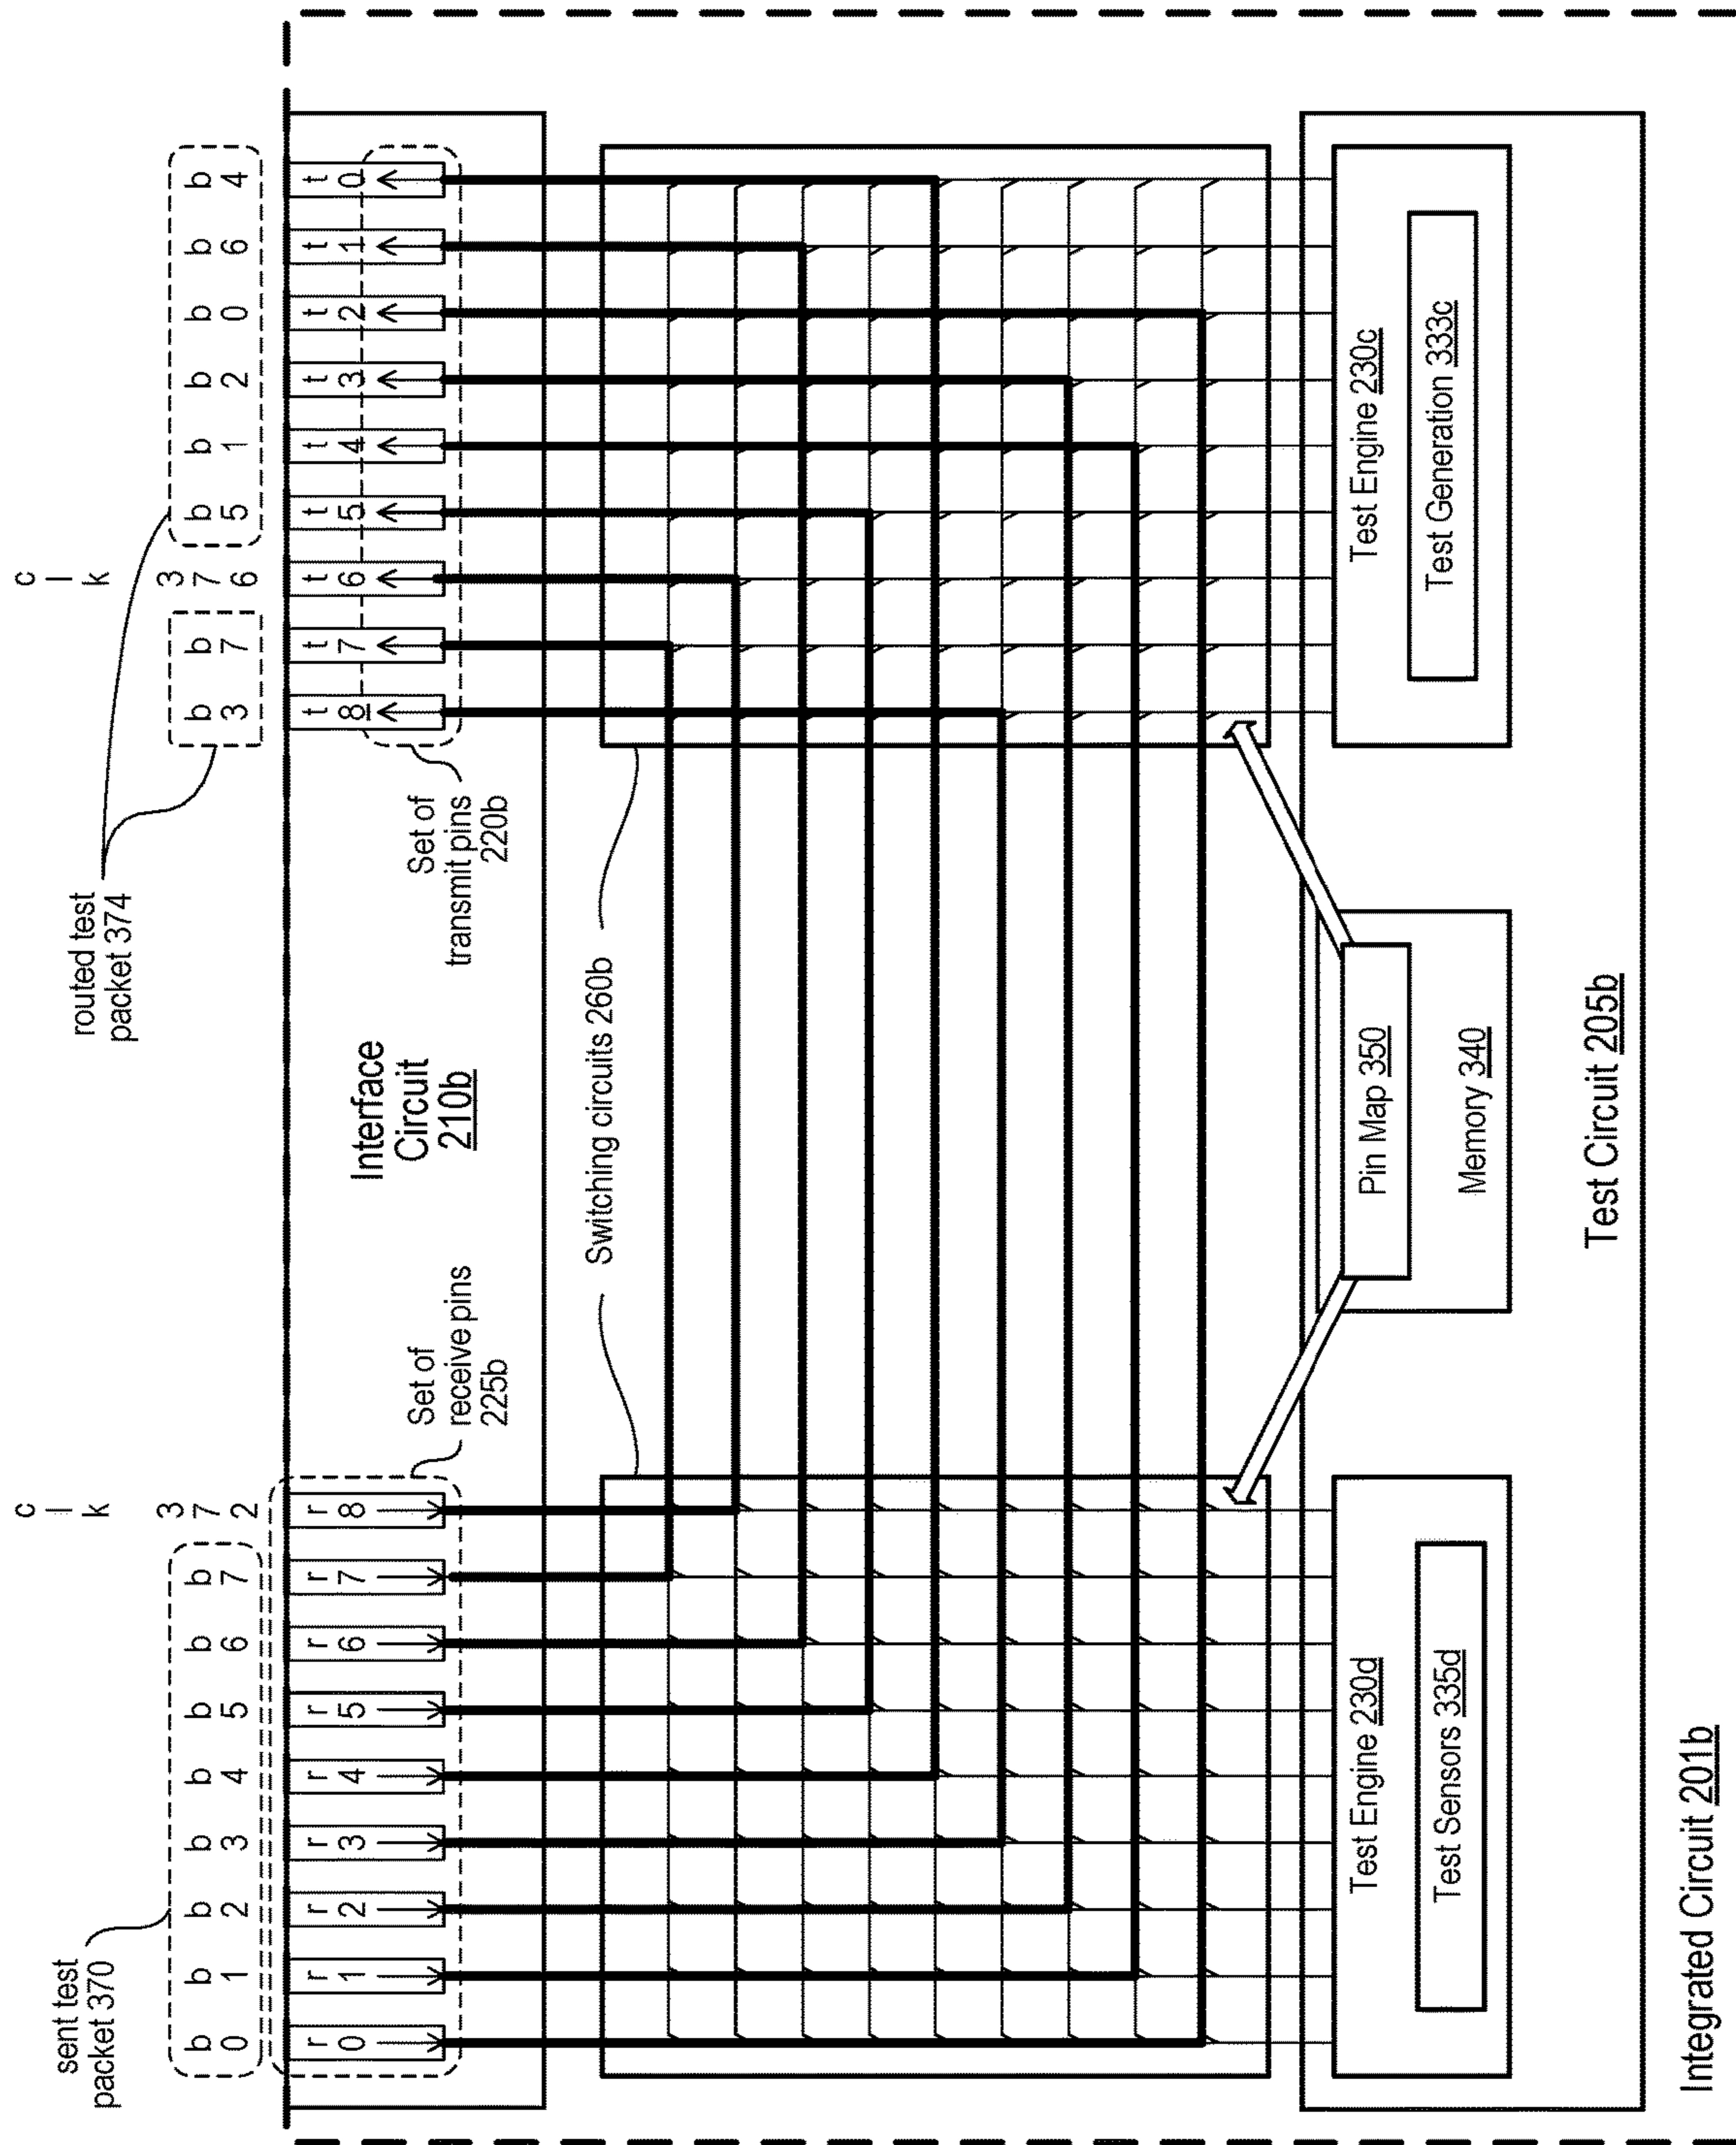 c c
l l
k k
sent test
packet 370
routed test
packet 374
3 3
b b b b b b b b 7 b b 7 b b b b b b
0 1 2 3 4 5 6 7 2 3 7 6 5 1 2 0 6 4
r r r r r r r r r t t t t t t t t t
0 1 2 3 4 5 6 7 8 8 7 6 5 4 3 2 1 0
Interface
Circuit
210b
Set of
receive pins
225b
Set of
transmit pins
220b
Switching circuits 260b
Test Engine 230d
Test Sensors 335d
Pin Map 350
Memory 340
Test Engine 230c
Test Generation 333c
Test Circuit 205b
Integrated Circuit 201b